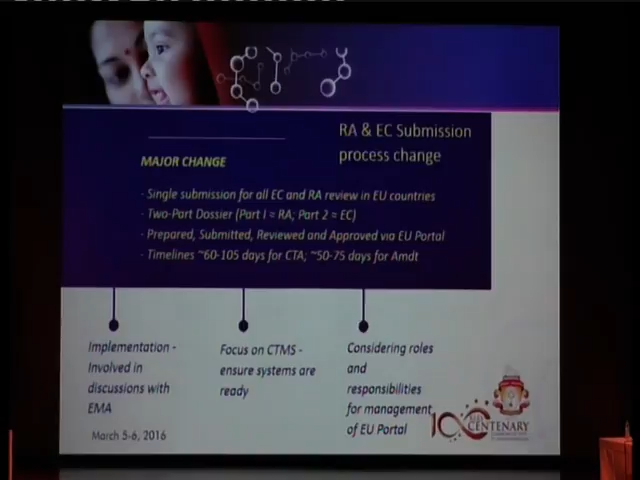 RA & EC Submission
process change
MAJOR CHANGE
- Single submission for all EC and RA review in EU countries
- Two-Part Dossier (Part I = RA; Part 2 = EC)
- Prepared, Submitted, Reviewed and Approved via EU Portal
- Timelines ~60-105 days for CTA; ~50-75 days for Amdt
Implementation -
Involved in
discussions with
EMA
Focus on CTMS -
ensure systems are
ready
Considering roles
and
responsibilities
for management
of EU Portal
March 5-6, 2016
CENTENARY